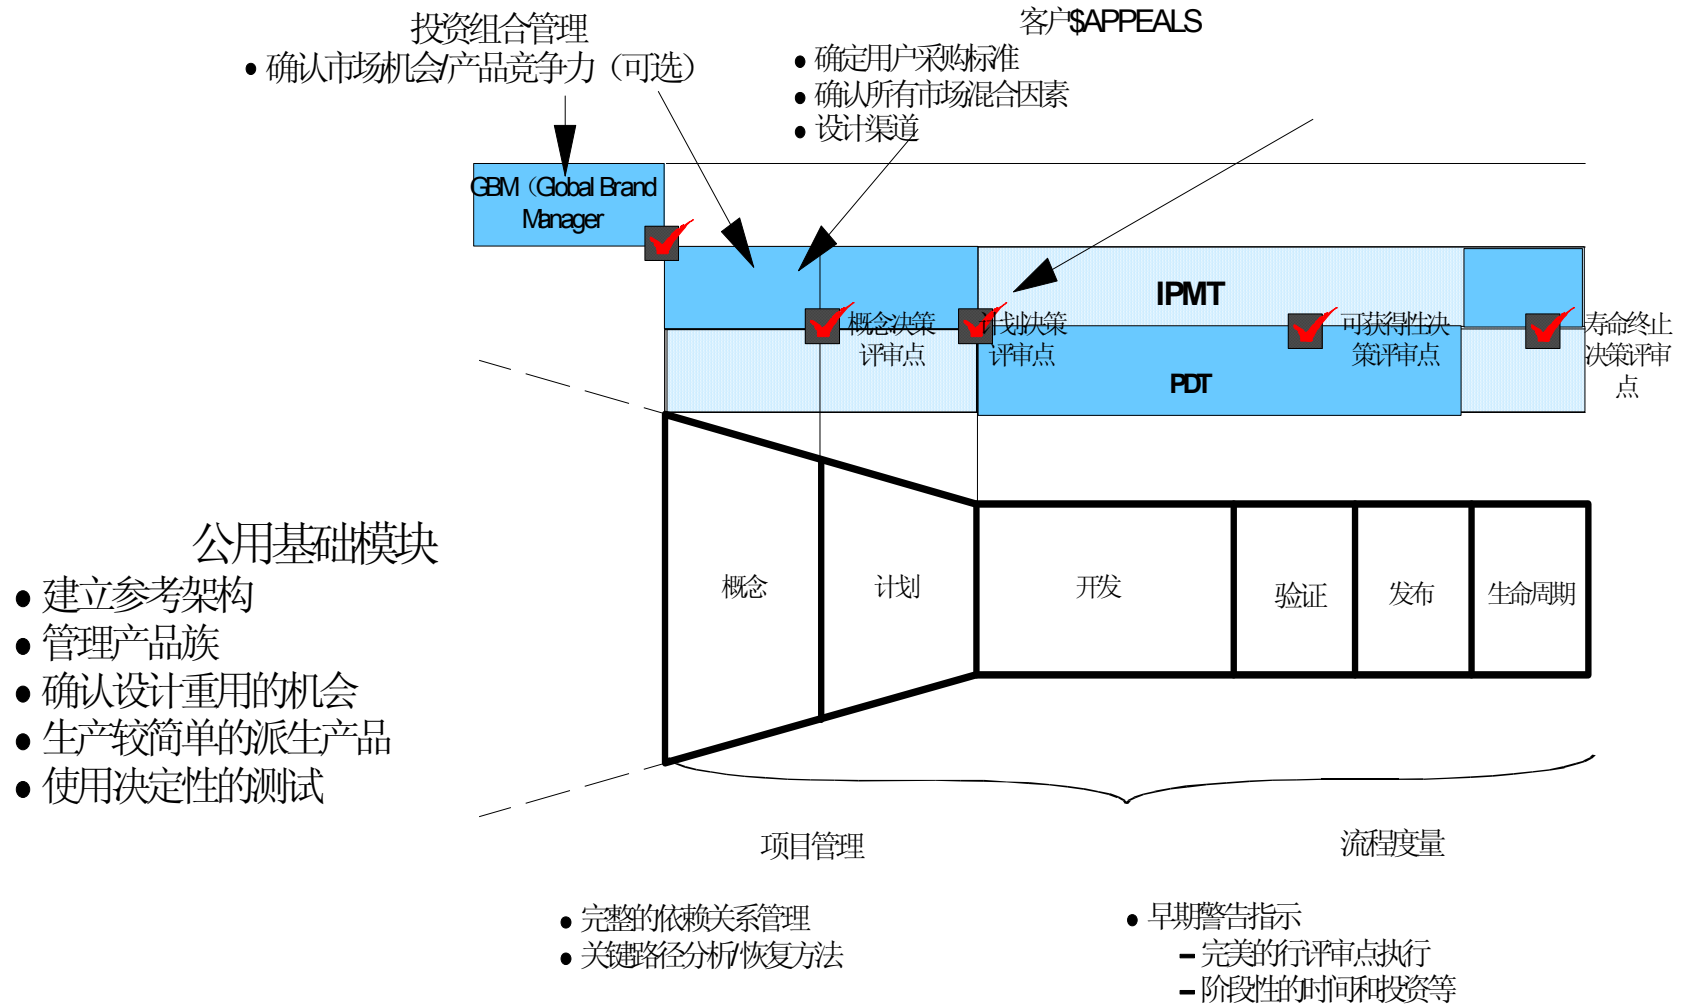 投资组合管理
• 确认市场机会/产品竞争力（可选）
客户$APPEALS
• 确定用户采购标准
• 确认所有市场混合因素
• 设计渠道
GBM（Global Brand
Manager
IPMT
概念决策
评审点
计划决策
评审点
可获得性决
策评审点
寿命终止
决策评审
点
PDT
公用基础模块
• 建立参考架构
• 管理产品族
• 确认设计重用的机会
• 生产较简单的派生产品
• 使用决定性的测试
概念
计划
开发
验证
发布
生命周期
项目管理
• 完整的依赖关系管理
• 关键路径分析/恢复方法
流程度量
• 早期警告指示
– 完美的行评审点执行
– 阶段性的时间和投资等